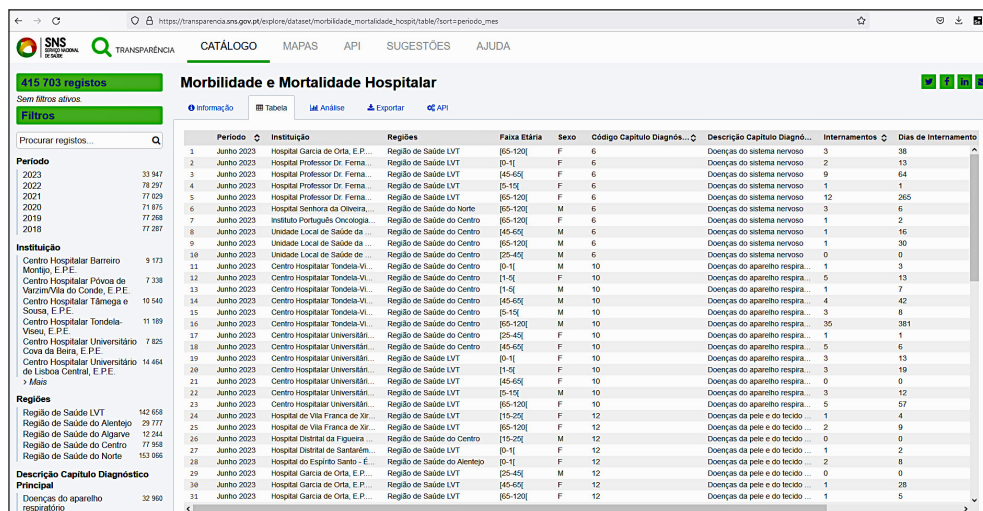 https://transparencia.sns.gov.pt/explore/dataset/morbilidade_mortalidade_hospit/table/?sort=periodo_mes
SNS SERVIÇO NACIONAL DE SAÚDE
TRANSPARÊNCIA CATÁLOGO MAPAS API SUGESTÕES AJUDA
415 703 registos
Sem filtros ativos.
Filtros
Procurar registos...
Período
2023 33 947
2022 78 297
2021 77 029
2020 71 875
2019 77 268
2018 77 287
Instituição
Centro Hospitalar Barreiro 9 173
Montijo, E.P.E.
Centro Hospitalar Póvoa de 7 338
Varzim/Vila do Conde, E.P.E.
Centro Hospitalar Tâmega e 10 540
Sousa, E.P.E.
Centro Hospitalar Tondela- 11 189
Viseu, E.P.E.
Centro Hospitalar Universitário 7 825
Cova da Beira, E.P.E.
Centro Hospitalar Universitário 14 464
de Lisboa Central, E.P.E.
> Mais
Regiões
Região de Saúde LVT 142 658
Região de Saúde do Alentejo 29 777
Região de Saúde do Algarve 12 244
Região de Saúde do Centro 77 958
Região de Saúde do Norte 153 066
Descrição Capítulo Diagnóstico
Principal
Doenças do aparelho 32 960
respiratório
Morbilidade e Mortalidade Hospitalar
Informação Tabela Análise Exportar API
Período Instituição Regiões Faixa Etária Sexo Código Capítulo Diagnós... Descrição Capítulo Diagnó... Internamentos Dias de Internamento
1 Junho 2023 Hospital Garcia de Orta, E.P.... Região de Saúde LVT [65-120[ F 6 Doenças do sistema nervoso 3 38
2 Junho 2023 Hospital Professor Dr. Ferna... Região de Saúde LVT [0-1[ F 6 Doenças do sistema nervoso 2 13
3 Junho 2023 Hospital Professor Dr. Ferna... Região de Saúde LVT [45-65[ F 6 Doenças do sistema nervoso 9 64
4 Junho 2023 Hospital Professor Dr. Ferna... Região de Saúde LVT [5-15[ F 6 Doenças do sistema nervoso 1 1
5 Junho 2023 Hospital Professor Dr. Ferna... Região de Saúde LVT [65-120[ F 6 Doenças do sistema nervoso 12 265
6 Junho 2023 Hospital Senhora da Oliveira,... Região de Saúde do Norte [65-120[ M 6 Doenças do sistema nervoso 3 6
7 Junho 2023 Instituto Português Oncologia... Região de Saúde do Centro [65-120[ F 6 Doenças do sistema nervoso 1 2
8 Junho 2023 Unidade Local de Saúde da ... Região de Saúde do Centro [45-65[ M 6 Doenças do sistema nervoso 1 16
9 Junho 2023 Unidade Local de Saúde da ... Região de Saúde do Centro [65-120[ M 6 Doenças do sistema nervoso 1 30
10 Junho 2023 Unidade Local de Saúde de ... Região de Saúde do Centro [25-45[ M 6 Doenças do sistema nervoso 0 0
11 Junho 2023 Centro Hospitalar Tondela-Vi... Região de Saúde do Centro [0-1[ M 10 Doenças do aparelho respira... 1 3
12 Junho 2023 Centro Hospitalar Tondela-Vi... Região de Saúde do Centro [1-5[ F 10 Doenças do aparelho respira... 5 13
13 Junho 2023 Centro Hospitalar Tondela-Vi... Região de Saúde do Centro [1-5[ M 10 Doenças do aparelho respira... 1 7
14 Junho 2023 Centro Hospitalar Tondela-Vi... Região de Saúde do Centro [45-65[ M 10 Doenças do aparelho respira... 4 42
15 Junho 2023 Centro Hospitalar Tondela-Vi... Região de Saúde do Centro [5-15[ M 10 Doenças do aparelho respira... 3 8
16 Junho 2023 Centro Hospitalar Tondela-Vi... Região de Saúde do Centro [65-120[ M 10 Doenças do aparelho respira... 35 381
17 Junho 2023 Centro Hospitalar Universitári... Região de Saúde do Centro [25-45[ F 10 Doenças do aparelho respira... 1 1
18 Junho 2023 Centro Hospitalar Universitári... Região de Saúde do Centro [45-65[ F 10 Doenças do aparelho respira... 5 6
19 Junho 2023 Centro Hospitalar Universitári... Região de Saúde LVT [0-1[ F 10 Doenças do aparelho respira... 3 13
20 Junho 2023 Centro Hospitalar Universitári... Região de Saúde LVT [1-5[ F 10 Doenças do aparelho respira... 3 19
21 Junho 2023 Centro Hospitalar Universitári... Região de Saúde LVT [45-65[ F 10 Doenças do aparelho respira... 0 0
22 Junho 2023 Centro Hospitalar Universitári... Região de Saúde LVT [5-15[ M 10 Doenças do aparelho respira... 3 12
23 Junho 2023 Centro Hospitalar Universitári... Região de Saúde LVT [65-120[ F 10 Doenças do aparelho respira... 5 57
24 Junho 2023 Hospital de Vila Franca de Xir... Região de Saúde LVT [15-25[ F 12 Doenças da pele e do tecido ... 1 4
25 Junho 2023 Hospital de Vila Franca de Xir... Região de Saúde LVT [65-120[ F 12 Doenças da pele e do tecido ... 2 9
26 Junho 2023 Hospital Distrital da Figueira ... Região de Saúde do Centro [15-25[ M 12 Doenças da pele e do tecido ... 0 0
27 Junho 2023 Hospital Distrital de Santarém... Região de Saúde LVT [0-1[ F 12 Doenças da pele e do tecido ... 1 2
28 Junho 2023 Hospital do Espírito Santo - É... Região de Saúde do Alentejo [0-1[ F 12 Doenças da pele e do tecido ... 2 8
29 Junho 2023 Hospital Garcia de Orta, E.P.... Região de Saúde LVT [25-45[ M 12 Doenças da pele e do tecido ... 0 0
30 Junho 2023 Hospital Garcia de Orta, E.P.... Região de Saúde LVT [45-65[ F 12 Doenças da pele e do tecido ... 1 28
31 Junho 2023 Hospital Garcia de Orta, E.P.... Região de Saúde LVT [65-120[ F 12 Doenças da pele e do tecido ... 1 5